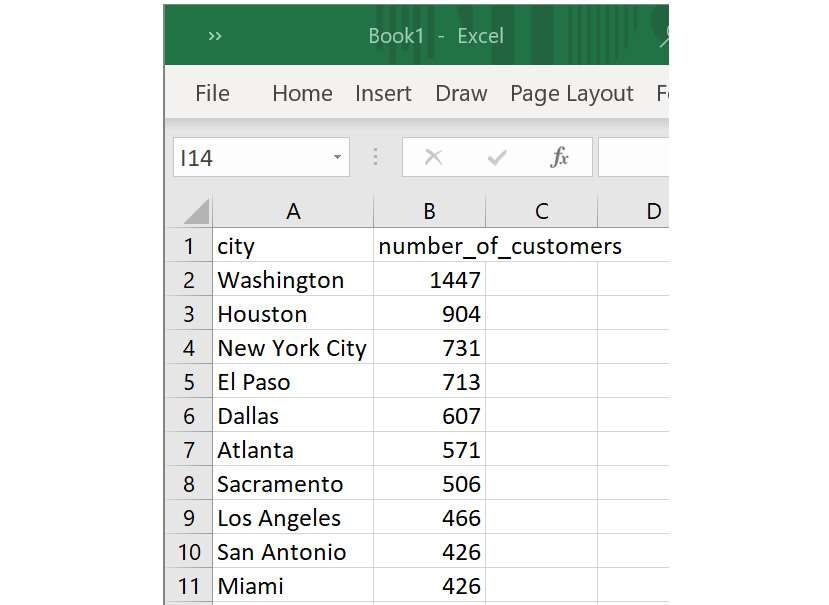 » Book1 - Excel
File Home Insert Draw Page Layout
I14 fx
A B C D
1 city number_of_customers
2 Washington 1447
3 Houston 904
4 New York City 731
5 El Paso 713
6 Dallas 607
7 Atlanta 571
8 Sacramento 506
9 Los Angeles 466
10 San Antonio 426
11 Miami 426